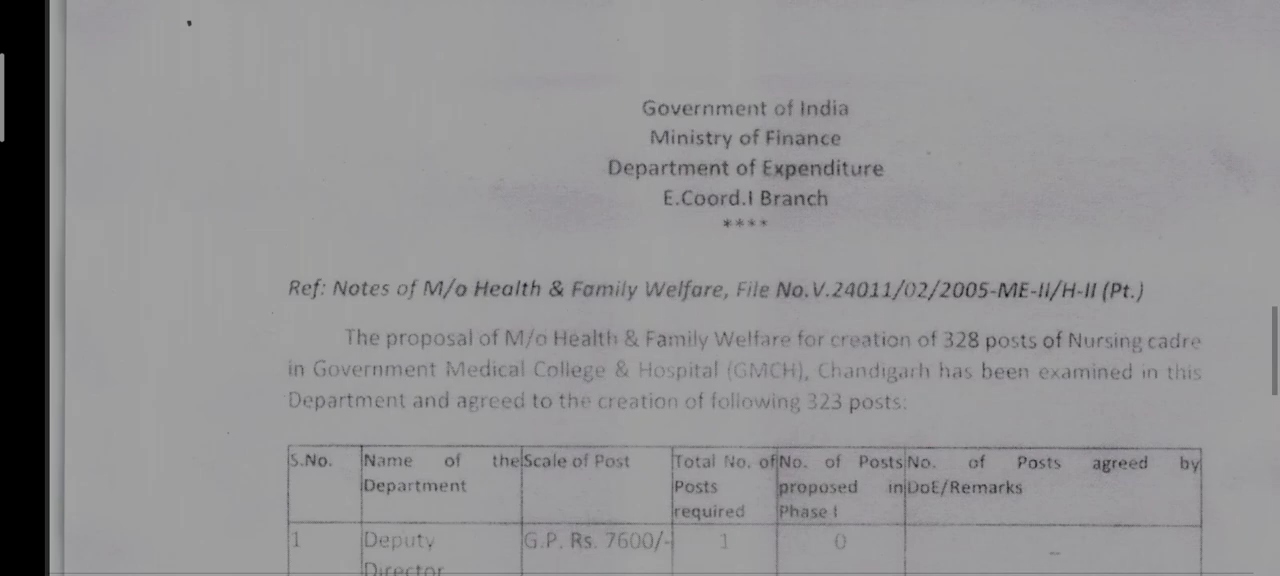 Government of India
Ministry of Finance
Department of Expenditure
E.Coord.I Branch
****
Ref: Notes of M/o Health & Family Welfare, File No.V.24011/02/2005-ME-II/H-II (Pt.)
The proposal of M/o Health & Family Welfare for creation of 328 posts of Nursing cadre
in Government Medical College & Hospital (GMCH), Chandigarh has been examined in this
Department and agreed to the creation of following 323 posts:
S.No. Name of the Scale of Post Total No. of No. of Posts No. of Posts agreed by
Department Posts proposed in DoE/Remarks
required Phase I
1 Deputy G.P. Rs. 7600/- 1 0 –
Director